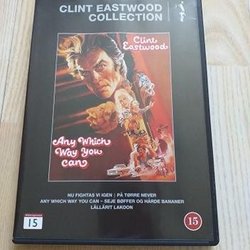 CLINT EASTWOOD
COLLECTION
Clint
Eastwood
Any Which
Way You
can
NU FIGHTAS VI IGEN | PÅ TØRRE NEVER
ANY WHICH WAY YOU CAN – SEJE BØFFER OG HÅRDE BANANER
LÄLLÄRIT LAKOON
15
15